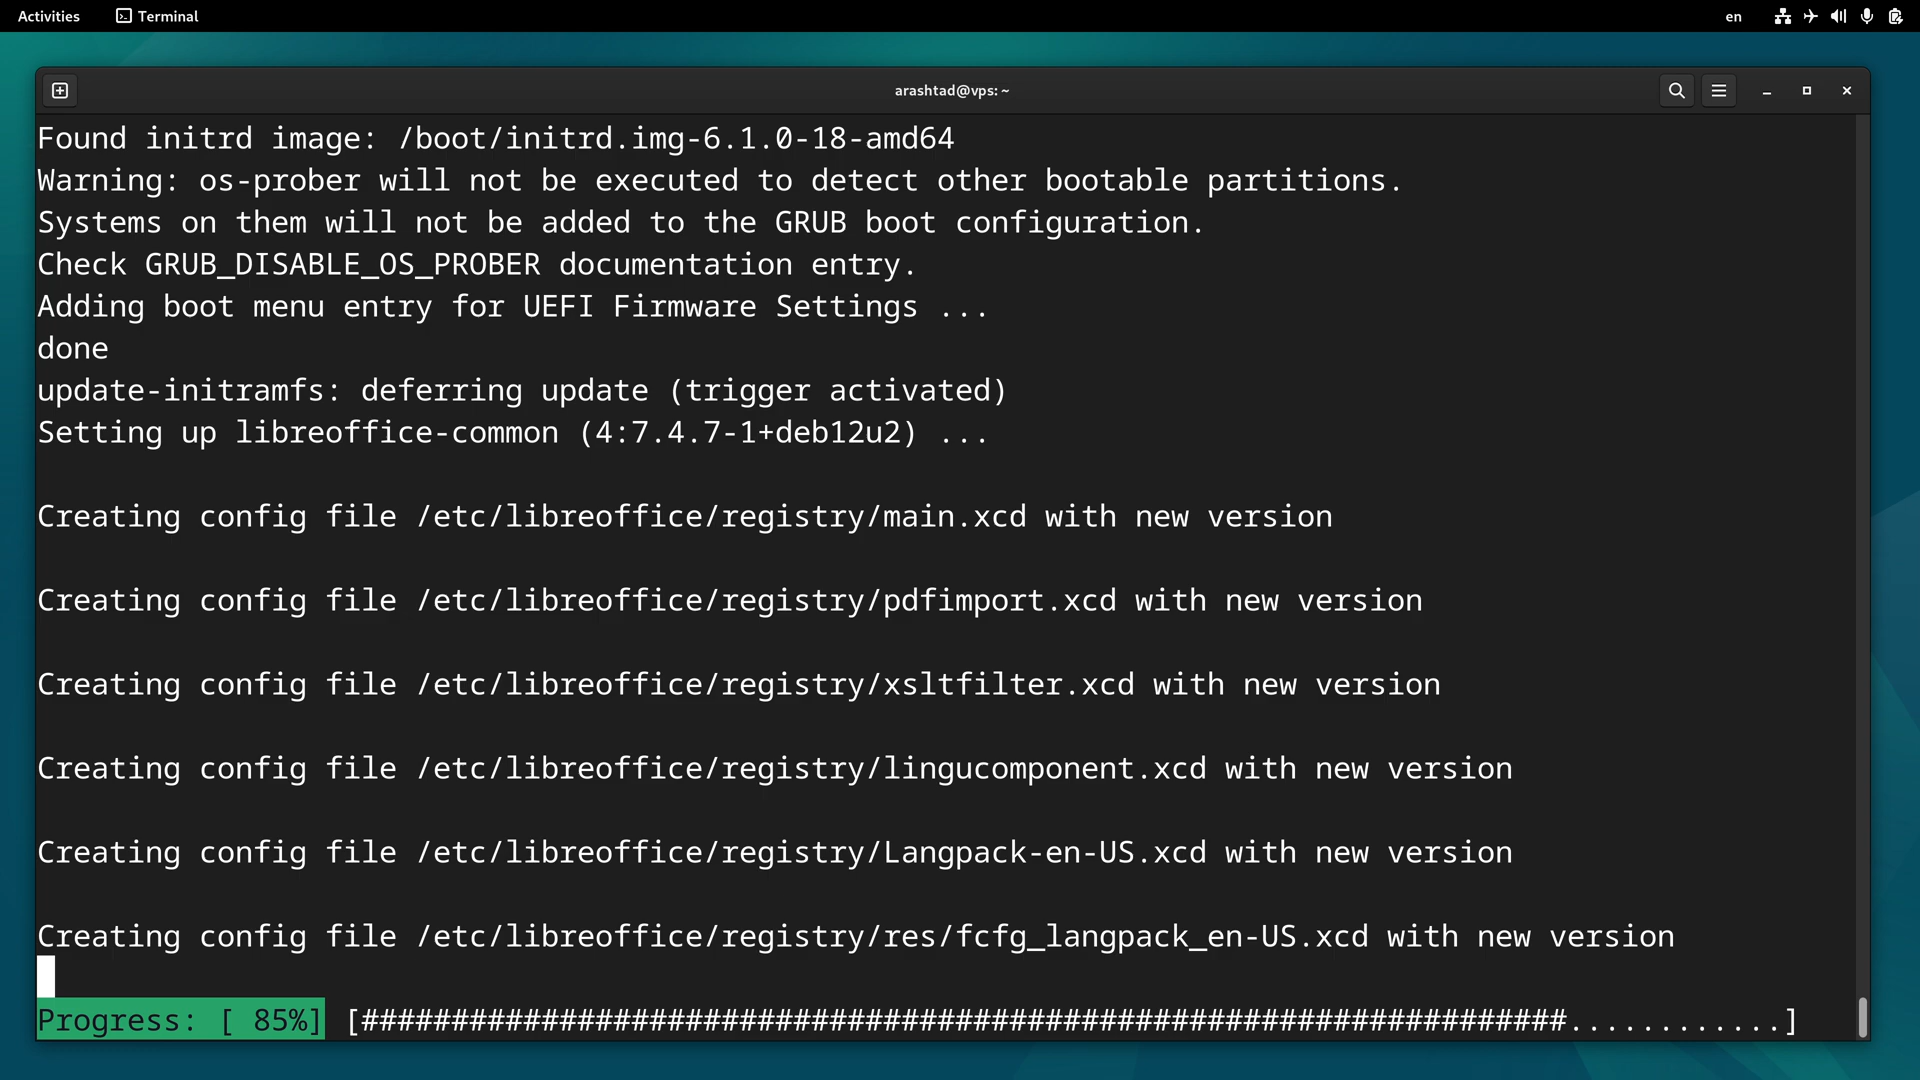 Activities
Terminal
en
arashtad@vps: ~
Found initrd image: /boot/initrd.img-6.1.0-18-amd64
Warning: os-prober will not be executed to detect other bootable partitions.
Systems on them will not be added to the GRUB boot configuration.
Check GRUB_DISABLE_OS_PROBER documentation entry.
Adding boot menu entry for UEFI Firmware Settings ...
done
update-initramfs: deferring update (trigger activated)
Setting up libreoffice-common (4:7.4.7-1+deb12u2) ...
Creating config file /etc/libreoffice/registry/main.xcd with new version
Creating config file /etc/libreoffice/registry/pdfimport.xcd with new version
Creating config file /etc/libreoffice/registry/xsltfilter.xcd with new version
Creating config file /etc/libreoffice/registry/lingucomponent.xcd with new version
Creating config file /etc/libreoffice/registry/Langpack-en-US.xcd with new version
Creating config file /etc/libreoffice/registry/res/fcfg_langpack_en-US.xcd with new version
Progress: [ 85%] [###################################################################............]